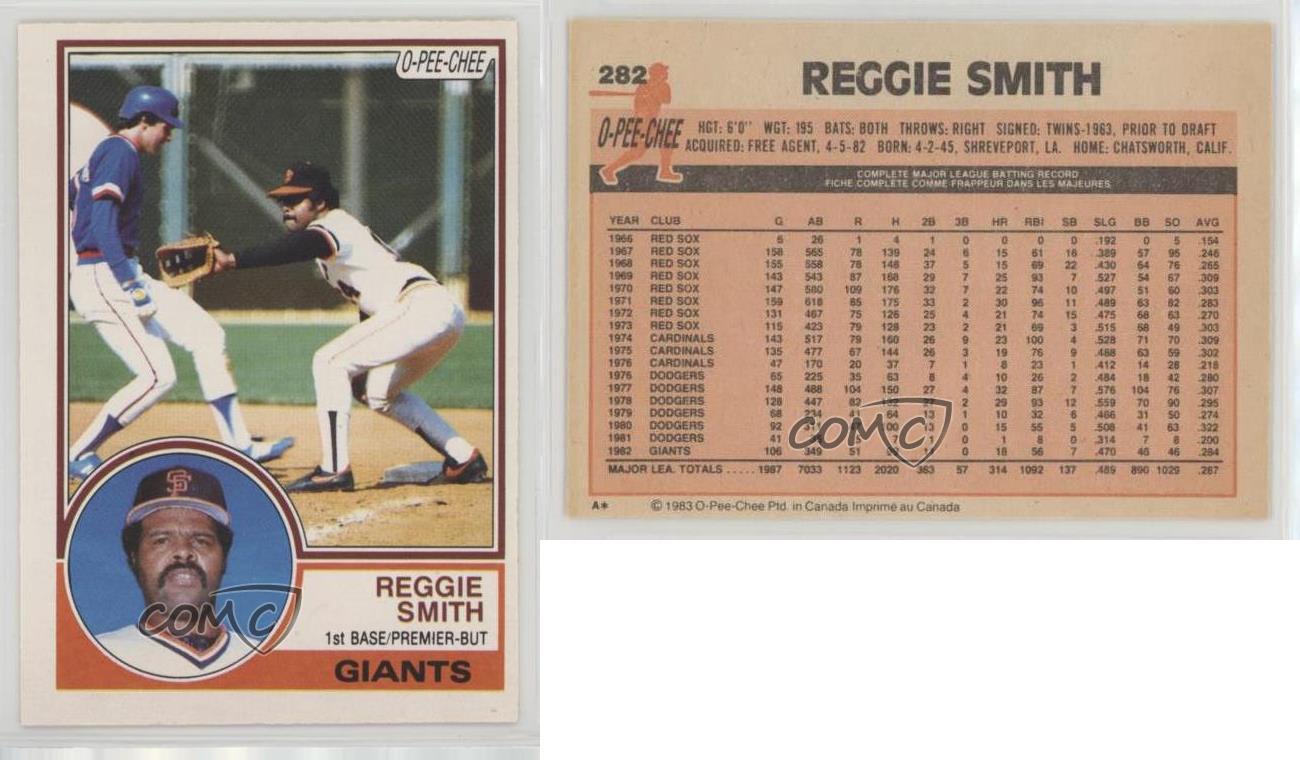 O-PEE-CHEE
SF
REGGIE
SMITH
1st BASE/PREMIER-BUT
GIANTS
COMC
282
REGGIE SMITH
O-PEE-CHEE
HGT: 6'0" WGT: 195 BATS: BOTH THROWS: RIGHT SIGNED: TWINS-1963, PRIOR TO DRAFT
ACQUIRED: FREE AGENT, 4-5-82 BORN: 4-2-45, SHREVEPORT, LA. HOME: CHATSWORTH, CALIF.
COMPLETE MAJOR LEAGUE BATTING RECORD
FICHE COMPLETE COMME FRAPPEUR DANS LES MAJEURES
YEAR CLUB G AB R H 2B 3B HR RBI SB SLG BB SO AVG
1966 RED SOX 6 26 1 4 1 0 0 0 0 .192 0 5 .154
1967 RED SOX 158 565 78 139 24 6 15 61 16 .389 57 95 .246
1968 RED SOX 155 558 78 148 37 5 15 69 22 .430 64 76 .265
1969 RED SOX 143 543 87 168 29 7 25 93 7 .527 54 67 .309
1970 RED SOX 147 580 109 176 32 7 22 74 10 .497 51 60 .303
1971 RED SOX 159 618 85 175 33 2 30 96 11 .489 63 82 .283
1972 RED SOX 131 467 75 126 25 4 21 74 15 .475 68 63 .270
1973 RED SOX 115 423 79 128 23 2 21 69 3 .515 68 49 .303
1974 CARDINALS 143 517 79 160 26 9 23 100 4 .528 71 70 .309
1975 CARDINALS 135 477 67 144 26 3 19 76 9 .488 63 59 .302
1976 CARDINALS 47 170 20 37 7 1 8 23 1 .412 14 28 .218
1976 DODGERS 65 225 35 63 8 4 10 26 2 .484 18 42 .280
1977 DODGERS 148 488 104 150 27 4 32 87 7 .576 104 76 .307
1978 DODGERS 128 447 82 27 2 29 93 12 .559 70 90 .295
1979 DODGERS 68 234 41 64 13 1 10 32 6 .466 31 50 .274
1980 DODGERS 92 100 13 0 15 55 5 .508 41 63 .322
1981 DODGERS 41 7 1 0 1 8 0 .314 7 8 .200
1982 GIANTS 106 349 51 11 0 18 56 7 .470 46 46 .284
MAJOR LEA. TOTALS ..... 1987 7033 1123 2020 363 57 314 1092 137 .489 890 1029 .287
COMC
A* © 1983 O-Pee-Chee Ptd. in Canada Imprimé au Canada